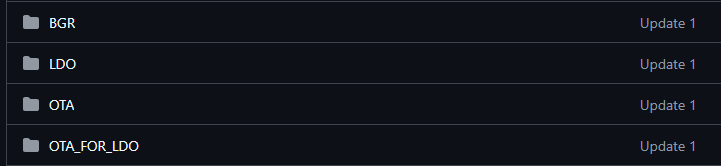 BGR Update 1
LDO Update 1
OTA Update 1
OTA_FOR_LDO Update 1